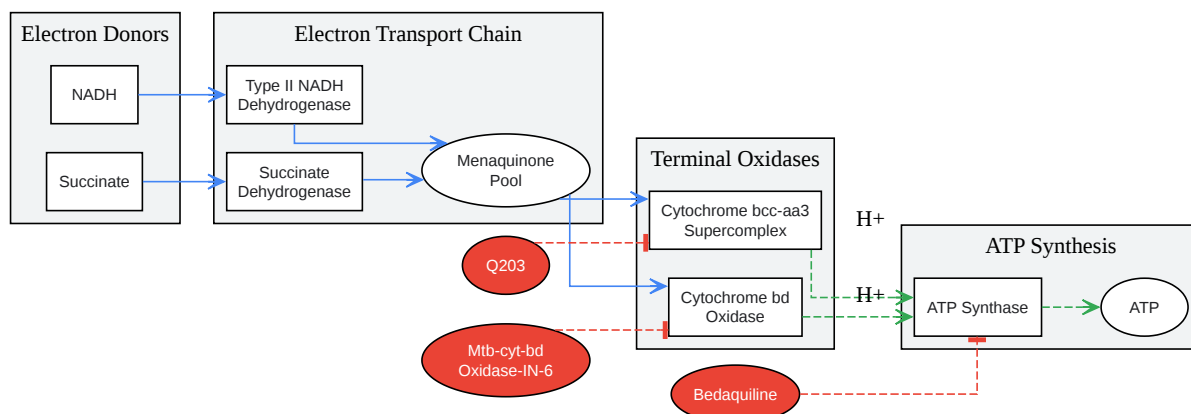 Electron Donors
NADH
Succinate
Electron Transport Chain
Type II NADH
Dehydrogenase
Succinate
Dehydrogenase
Menaquinone
Pool
Terminal Oxidases
Cytochrome bcc-aa3
Supercomplex
Cytochrome bd
Oxidase
Q203
Mtb-cyt-bd
Oxidase-IN-6
Bedaquiline
H+
H+
ATP Synthesis
ATP Synthase
ATP